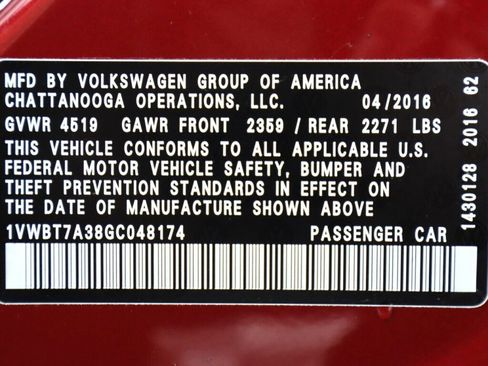 MFD BY VOLKSWAGEN GROUP OF AMERICA
CHATTANOOGA OPERATIONS, LLC. 04/2016
GVWR 4519 GAWR FRONT 2359 / REAR 2271 LBS
THIS VEHICLE CONFORMS TO ALL APPLICABLE U.S.
FEDERAL MOTOR VEHICLE SAFETY, BUMPER AND
THEFT PREVENTION STANDARDS IN EFFECT ON
THE DATE OF MANUFACTURE SHOWN ABOVE
1VWBT7A38GC048174 PASSENGER CAR
1430128 2016 62